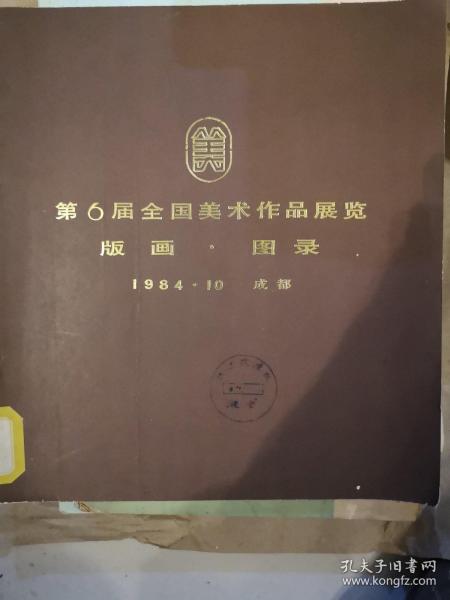 美
第6届全国美术作品展览
版画·图录
1984·10 成都
孔夫子旧书网
www.kongfz.com